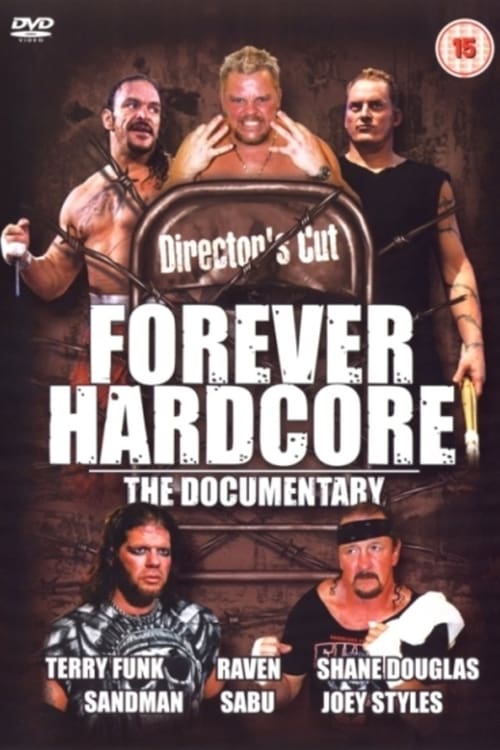 DVD
VIDEO
15
Director's Cut
FOREVER
HARDCORE
THE DOCUMENTARY
TERRY FUNK RAVEN SHANE DOUGLAS
SANDMAN SABU JOEY STYLES